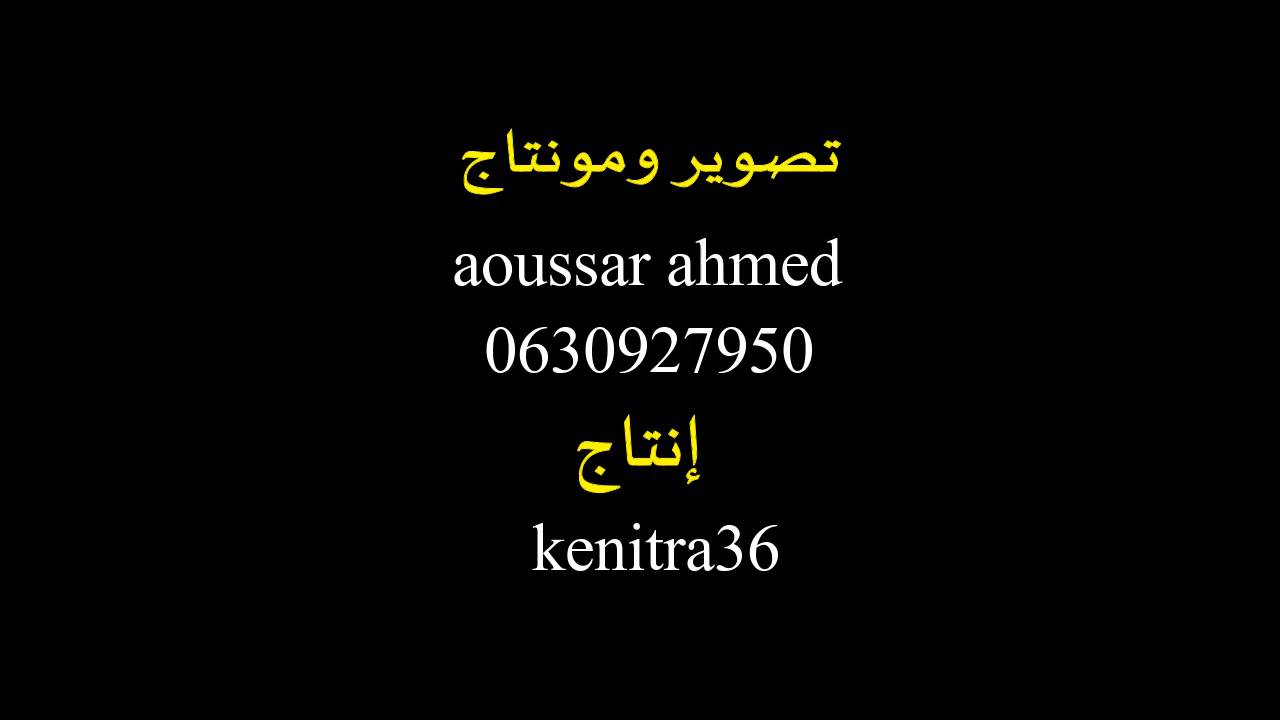 تصوير ومونتاج
aoussar ahmed
0630927950
إنتاج
kenitra36